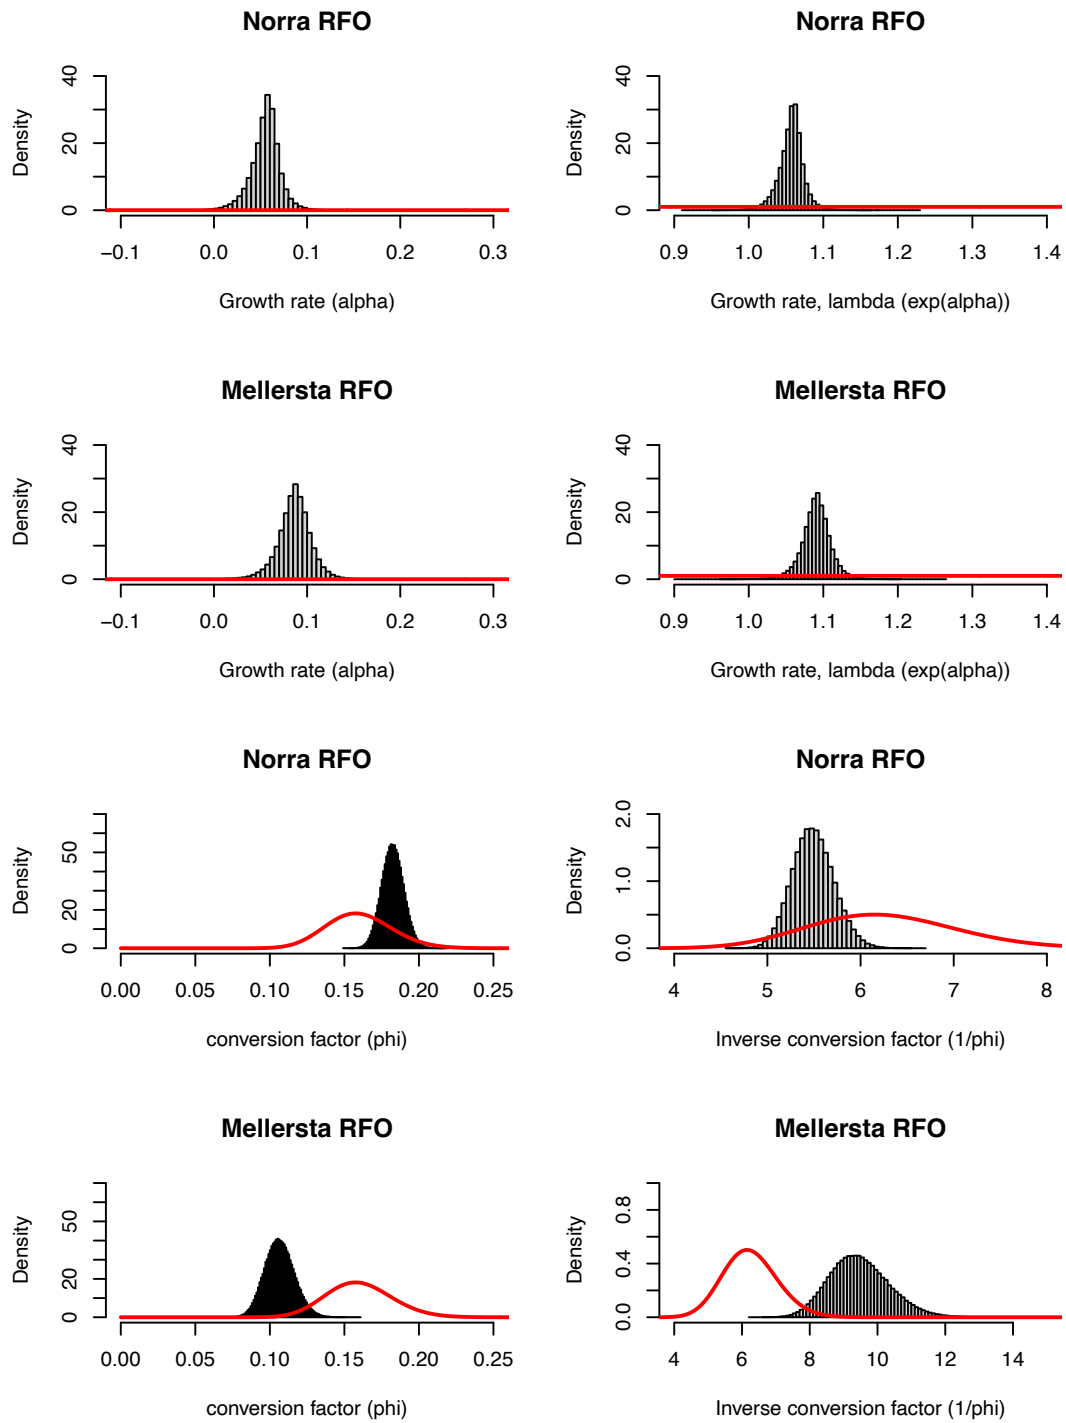 Norra RFO
Density
0 20 40
−0.1 0.0 0.1 0.2 0.3
Growth rate (alpha)
Norra RFO
Density
0 20 40
0.9 1.0 1.1 1.2 1.3 1.4
Growth rate, lambda (exp(alpha))
Mellersta RFO
Density
0 20 40
−0.1 0.0 0.1 0.2 0.3
Growth rate (alpha)
Mellersta RFO
Density
0 20 40
0.9 1.0 1.1 1.2 1.3 1.4
Growth rate, lambda (exp(alpha))
Norra RFO
Density
0 20 50
0.00 0.05 0.10 0.15 0.20 0.25
conversion factor (phi)
Norra RFO
Density
0.0 1.0 2.0
4 5 6 7 8
Inverse conversion factor (1/phi)
Mellersta RFO
Density
0 20 50
0.00 0.05 0.10 0.15 0.20 0.25
conversion factor (phi)
Mellersta RFO
Density
0.0 0.4 0.8
4 6 8 10 12 14
Inverse conversion factor (1/phi)